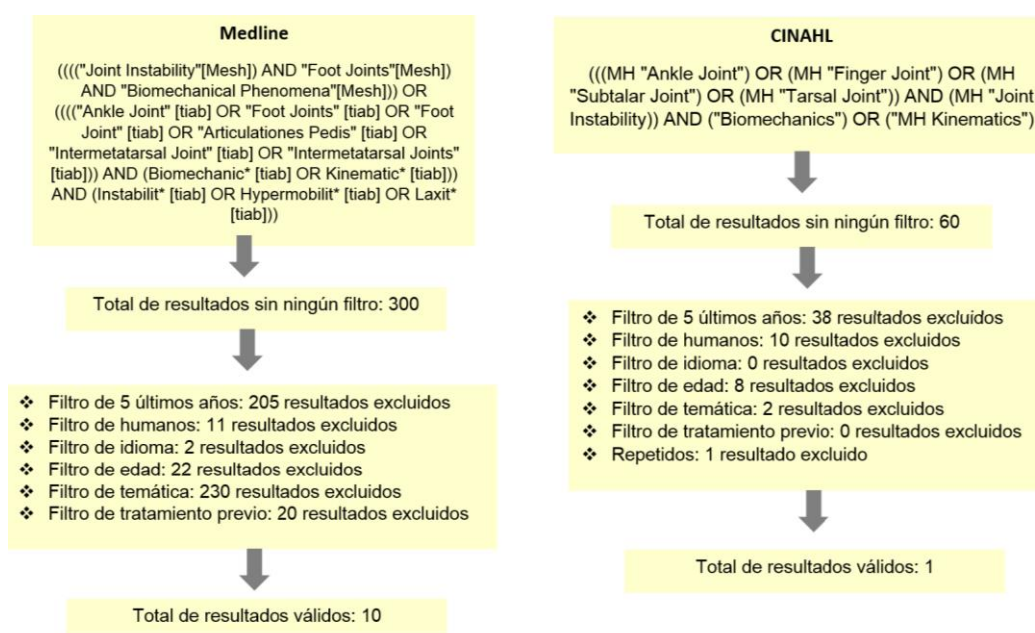 Medline
(((("Joint Instability"[Mesh]) AND "Foot Joints"[Mesh])
AND "Biomechanical Phenomena"[Mesh])) OR
(((("Ankle Joint" [tiab] OR "Foot Joints" [tiab] OR "Foot
Joint" [tiab] OR "Articulationes Pedis" [tiab] OR
"Intermetatarsal Joint" [tiab] OR "Intermetatarsal Joints"
[tiab])) AND (Biomechanic* [tiab] OR Kinematic* [tiab]))
AND (Instabilit* [tiab] OR Hypermobilit* [tiab] OR Laxit*
[tiab]))
Total de resultados sin ningún filtro: 300
❖ Filtro de 5 últimos años: 205 resultados excluidos
❖ Filtro de humanos: 11 resultados excluidos
❖ Filtro de idioma: 2 resultados excluidos
❖ Filtro de edad: 22 resultados excluidos
❖ Filtro de temática: 230 resultados excluidos
❖ Filtro de tratamiento previo: 20 resultados excluidos
Total de resultados válidos: 10
CINAHL
(((MH "Ankle Joint") OR (MH "Finger Joint") OR (MH
"Subtalar Joint") OR (MH "Tarsal Joint")) AND (MH "Joint
Instability)) AND ("Biomechanics") OR ("MH Kinematics")
Total de resultados sin ningún filtro: 60
❖ Filtro de 5 últimos años: 38 resultados excluidos
❖ Filtro de humanos: 10 resultados excluidos
❖ Filtro de idioma: 0 resultados excluidos
❖ Filtro de edad: 8 resultados excluidos
❖ Filtro de temática: 2 resultados excluidos
❖ Filtro de tratamiento previo: 0 resultados excluidos
❖ Repetidos: 1 resultado excluido
Total de resultados válidos: 1